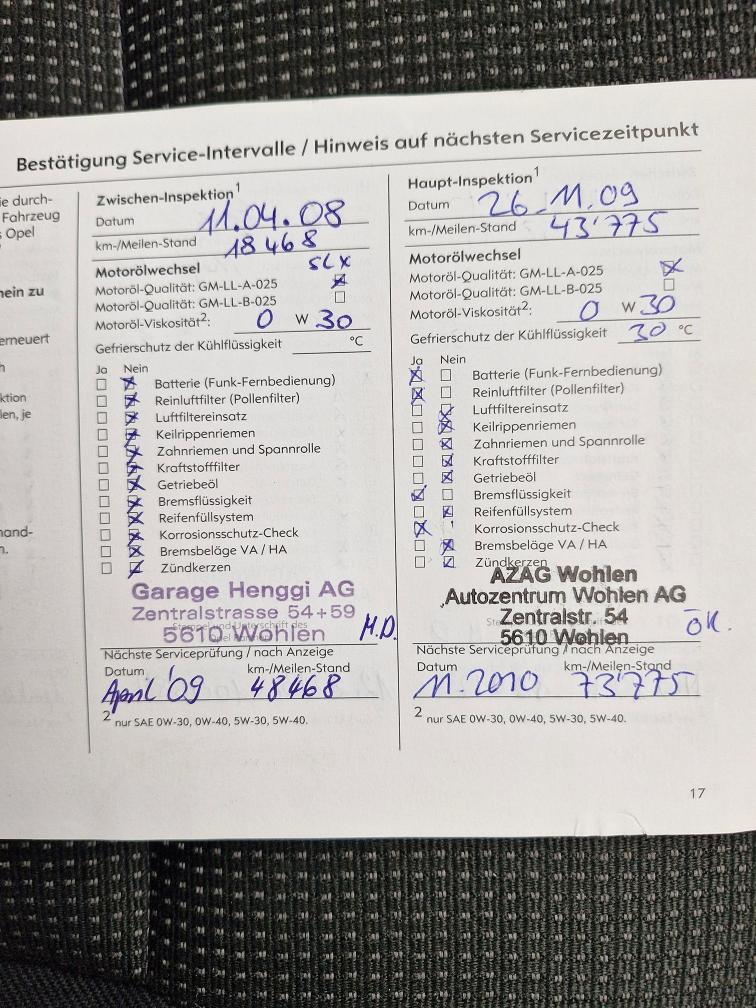 Bestätigung Service-Intervalle / Hinweis auf nächsten Servicezeitpunkt
ie durch-
Fahrzeug
Opel
nein zu
erneuert
h
ktion
len, je
nand-
n.
Zwischen-Inspektion1
Datum 11.04.08
km-/Meilen-Stand 18468
Motorölwechsel SLX
Motoröl-Qualität: GM-LL-A-025
Motoröl-Qualität: GM-LL-B-025
Motoröl-Viskosität2: 0 W 30
Gefrierschutz der Kühlflüssigkeit °C
Ja Nein
Batterie (Funk-Fernbedienung)
Reinluftfilter (Pollenfilter)
Luftfiltereinsatz
Keilrippenriemen
Zahnriemen und Spannrolle
Kraftstofffilter
Getriebeöl
Bremsflüssigkeit
Reifenfüllsystem
Korrosionsschutz-Check
Bremsbeläge VA / HA
Zündkerzen
Garage Henggi AG
Zentralstrasse 54+59
Stempel und Unterschrift des
5610 Wohlen M.D.
Nächste Serviceprüfung / nach Anzeige
Datum km-/Meilen-Stand
April '09 48468
2 nur SAE 0W-30, 0W-40, 5W-30, 5W-40.
Haupt-Inspektion1
Datum 26.11.09
km-/Meilen-Stand 43'775
Motorölwechsel
Motoröl-Qualität: GM-LL-A-025
Motoröl-Qualität: GM-LL-B-025
Motoröl-Viskosität2: 0 W 30
Gefrierschutz der Kühlflüssigkeit 30 °C
Ja Nein
Batterie (Funk-Fernbedienung)
Reinluftfilter (Pollenfilter)
Luftfiltereinsatz
Keilrippenriemen
Zahnriemen und Spannrolle
Kraftstofffilter
Getriebeöl
Bremsflüssigkeit
Reifenfüllsystem
Korrosionsschutz-Check
Bremsbeläge VA / HA
Zündkerzen
AZAG Wohlen
Autozentrum Wohlen AG
Zentralstr. 54
5610 Wohlen
Nächste Serviceprüfung / nach Anzeige
Datum km-/Meilen-Stand
11.2010 73'775
2 nur SAE 0W-30, 0W-40, 5W-30, 5W-40.
17